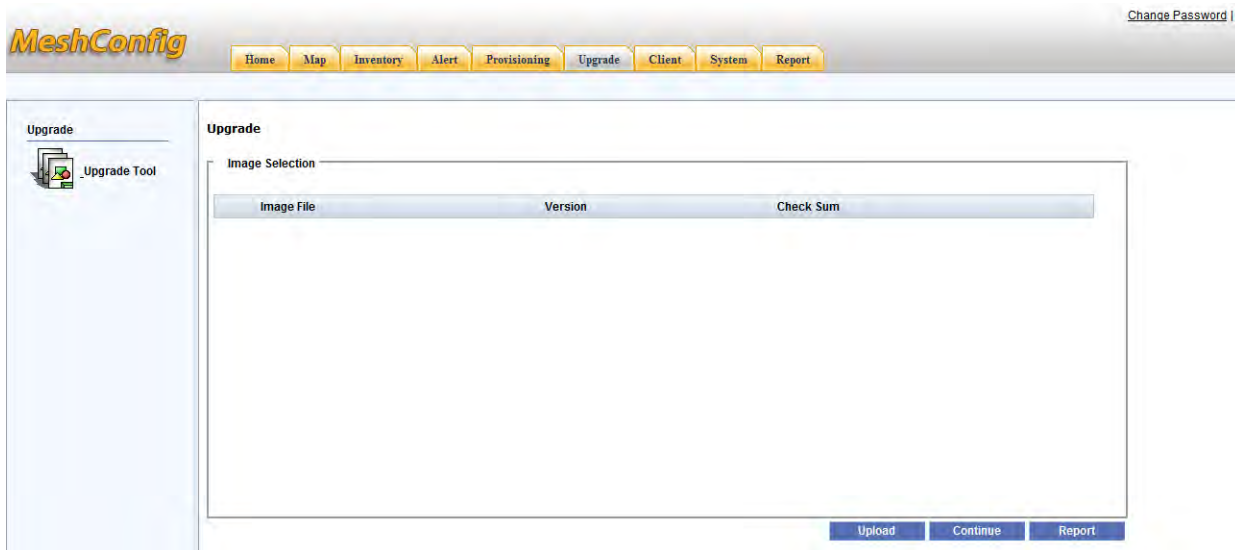 Change Password |
MeshConfig
Home Map Inventory Alert Provisioning Upgrade Client System Report
Upgrade
Upgrade Tool
Upgrade
Image Selection
Image File Version Check Sum
Upload Continue Report